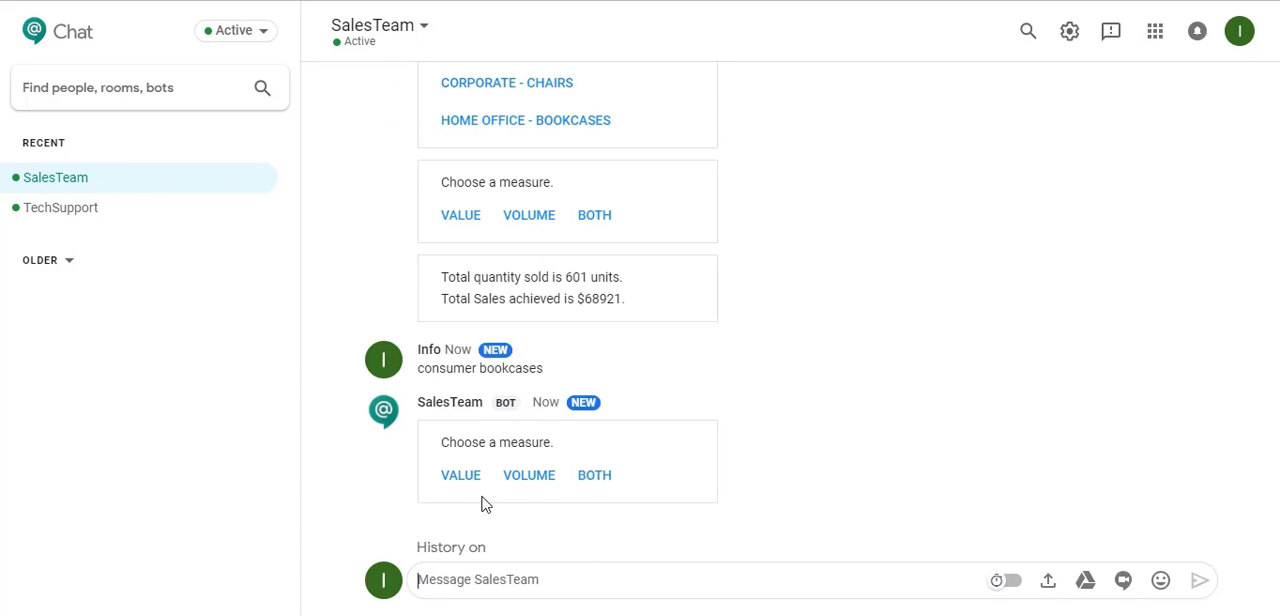 Chat
Active
SalesTeam
Active
I
Find people, rooms, bots
RECENT
SalesTeam
TechSupport
OLDER
CORPORATE - CHAIRS
HOME OFFICE - BOOKCASES
Choose a measure.
VALUE VOLUME BOTH
Total quantity sold is 601 units.
Total Sales achieved is $68921.
I
Info Now NEW
consumer bookcases
SalesTeam BOT Now NEW
Choose a measure.
VALUE VOLUME BOTH
History on
I
Message SalesTeam